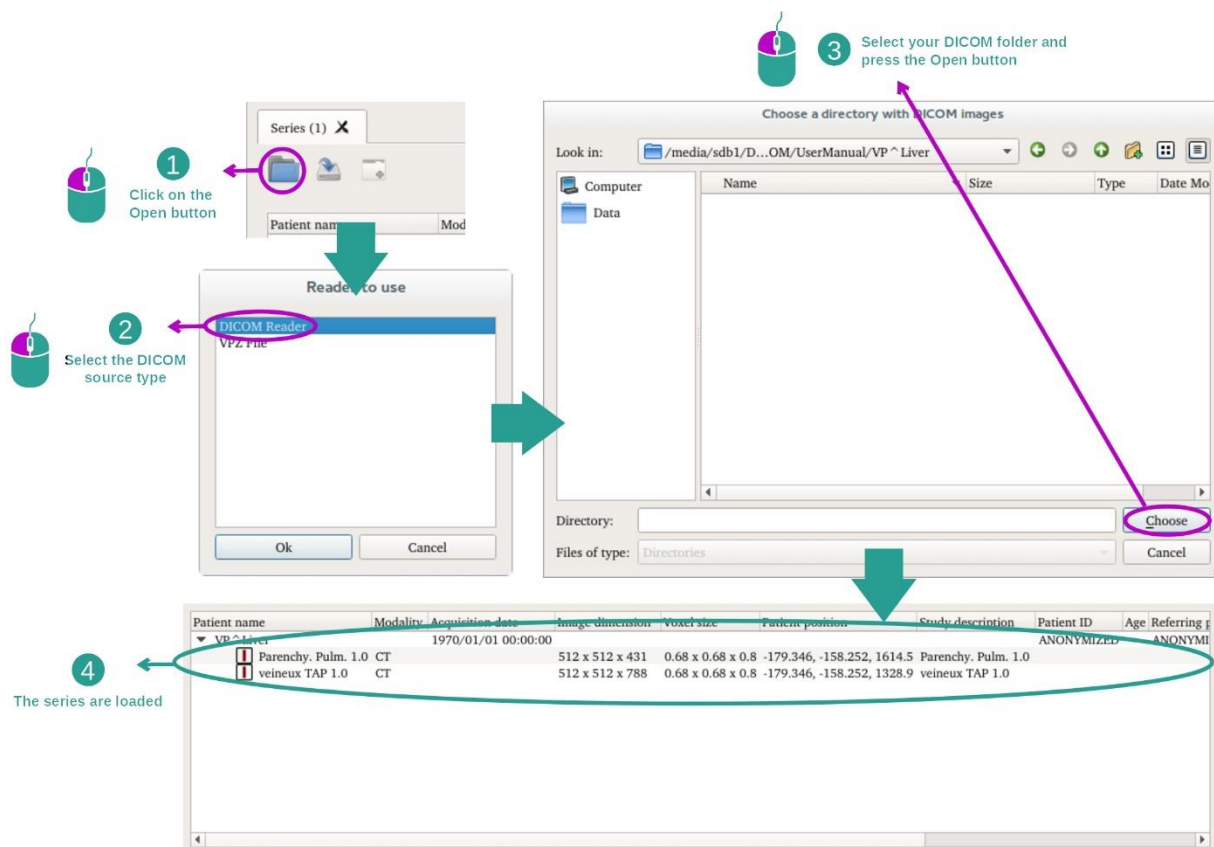 3
Select your DICOM folder and
press the Open button
Series (1) X
1
Click on the
Open button
Patient name
Choose a directory with DICOM images
Look in: /media/sdb1/D...OM/UserManual/VP^Liver
Computer
Data
Name Size Type Date Mo
Reader to use
DICOM Reader
VPZ File
2
Select the DICOM
source type
Ok Cancel
Directory: Choose
Files of type: Directories Cancel
Patient name Modality Acquisition date Image dimension Voxel size Patient position Study description Patient ID Age Referring p
VP^Liver 1970/01/01 00:00:00 ANONYMIZED ANONYMI
Parenchy. Pulm. 1.0 CT 512 x 512 x 431 0.68 x 0.68 x 0.8 -179.346, -158.252, 1614.5 Parenchy. Pulm. 1.0
veineux TAP 1.0 CT 512 x 512 x 788 0.68 x 0.68 x 0.8 -179.346, -158.252, 1328.9 veineux TAP 1.0
4
The series are loaded